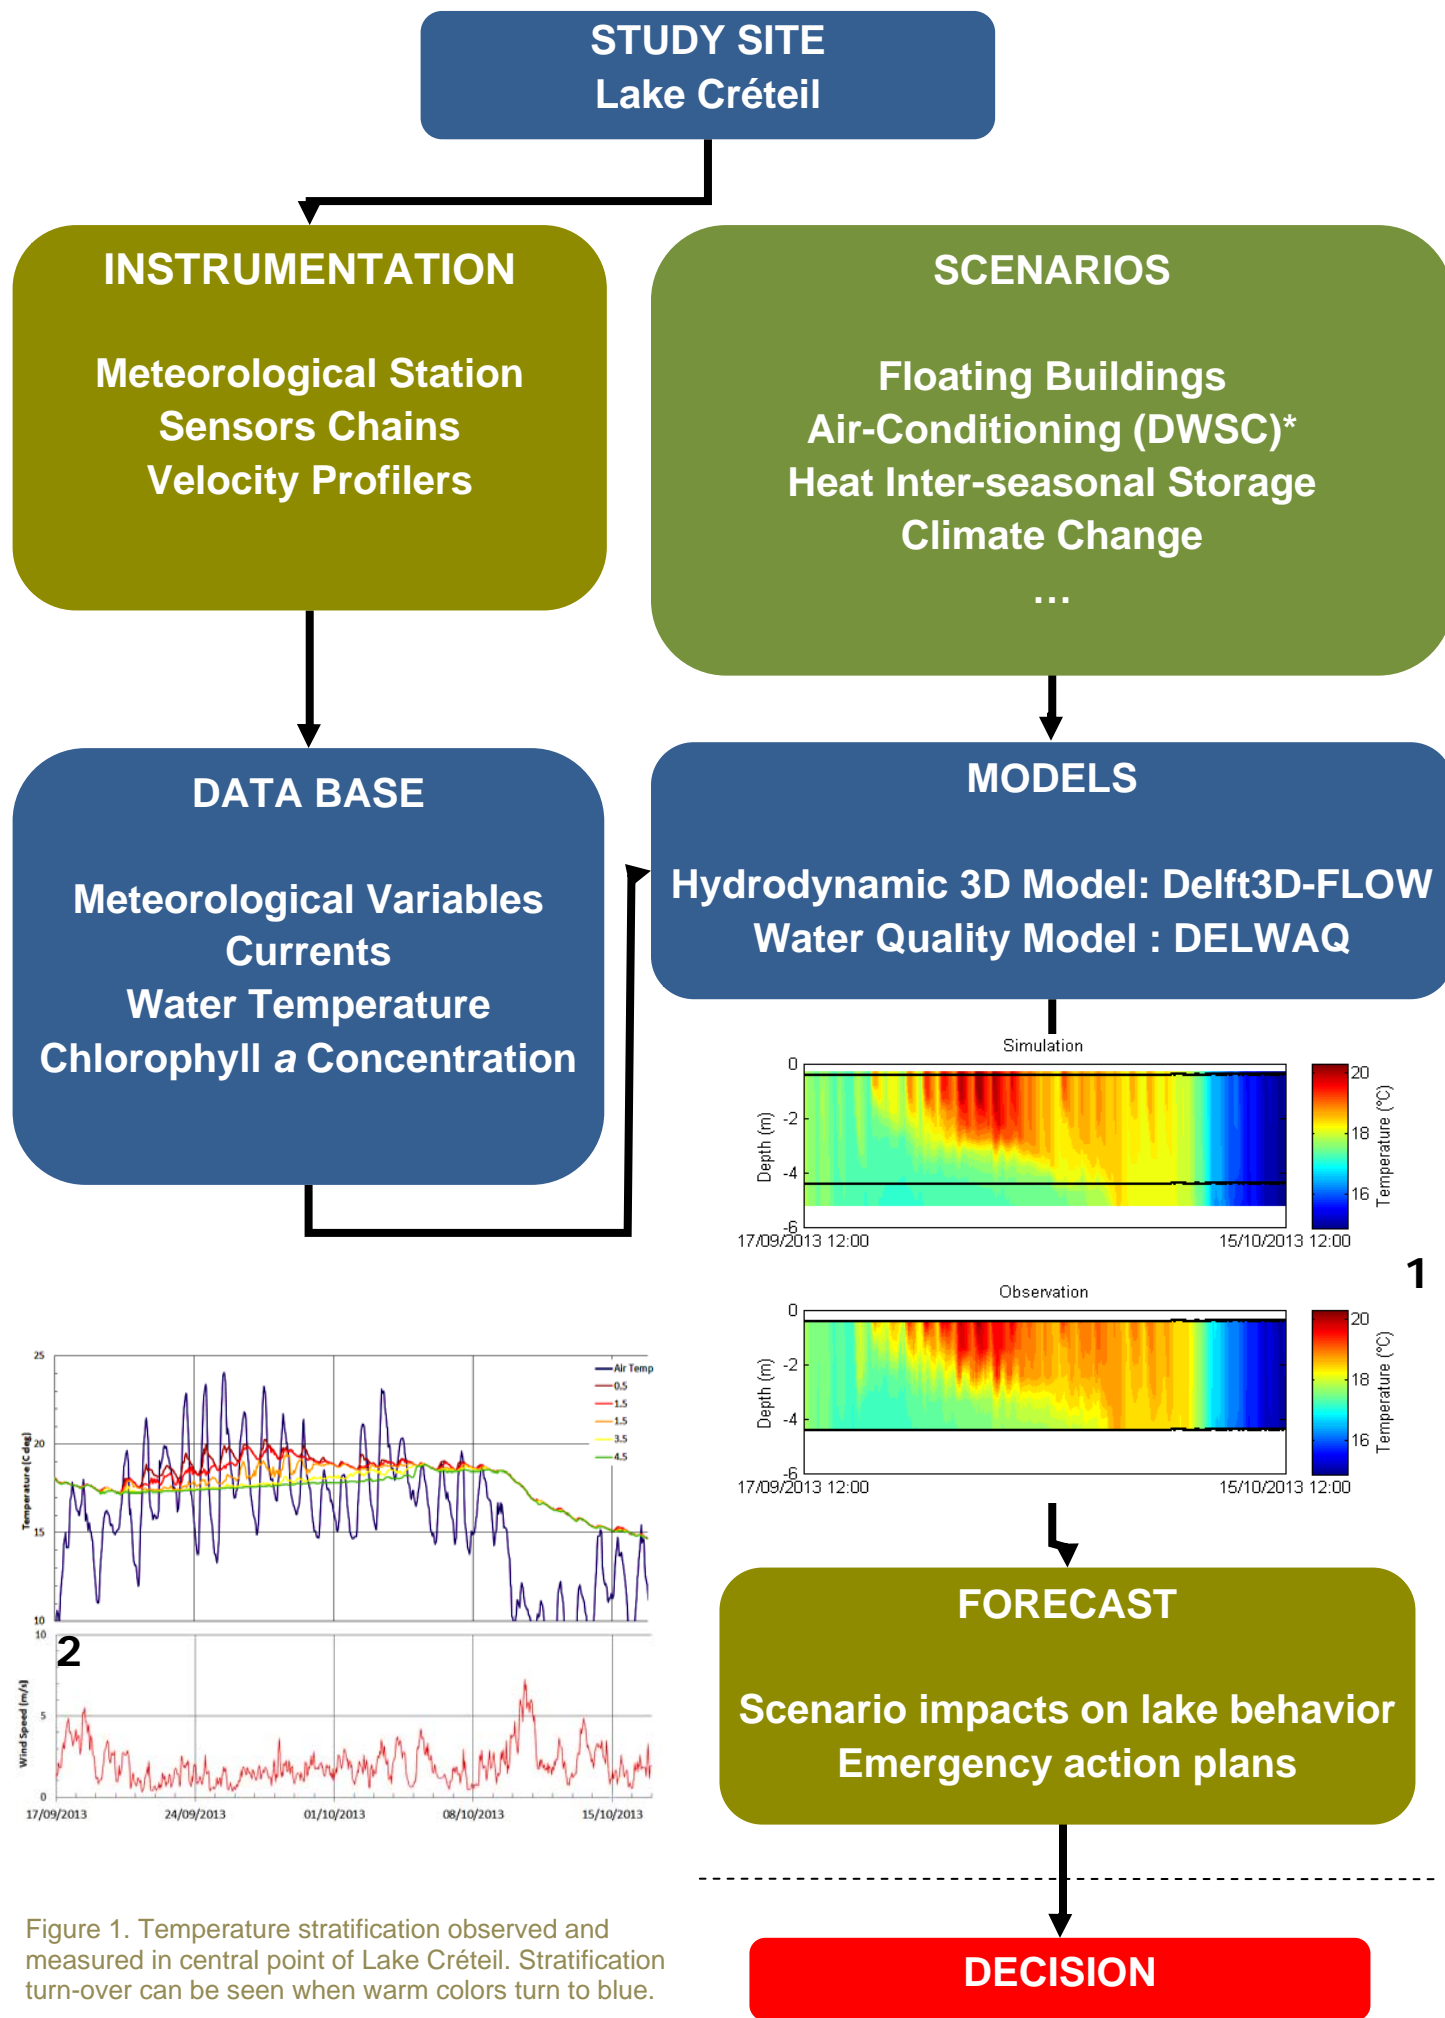 STUDY SITE
Lake Créteil
INSTRUMENTATION
Meteorological Station
Sensors Chains
Velocity Profilers
SCENARIOS
Floating Buildings
Air-Conditioning (DWSC)*
Heat Inter-seasonal Storage
Climate Change
...
DATA BASE
Meteorological Variables
Currents
Water Temperature
Chlorophyll a Concentration
MODELS
Hydrodynamic 3D Model: Delft3D-FLOW
Water Quality Model : DELWAQ
Simulation
0
-2
-4
-6
Depth (m)
17/09/2013 12:00
15/10/2013 12:00
20
18
16
Temperature (°C)
1
Observation
0
-2
-4
-6
Depth (m)
17/09/2013 12:00
15/10/2013 12:00
20
18
16
Temperature (°C)
25
20
15
10
Temperature (C deg)
Air Temp
0.5
1.5
1.5
3.5
4.5
2
10
5
0
Wind Speed (m/s)
17/09/2013
24/09/2013
01/10/2013
08/10/2013
15/10/2013
FORECAST
Scenario impacts on lake behavior
Emergency action plans
DECISION
Figure 1. Temperature stratification observed and
measured in central point of Lake Créteil. Stratification
turn-over can be seen when warm colors turn to blue.